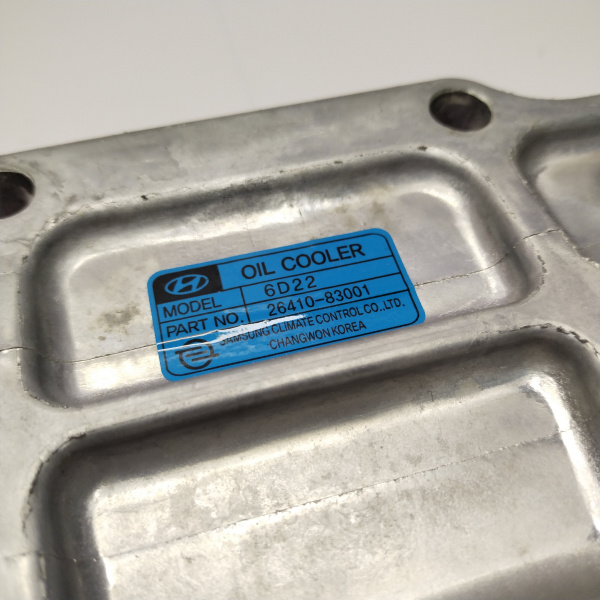 OIL COOLER
MODEL 6D22
PART NO. 26410-83001
SAMSUNG CLIMATE CONTROL CO.,LTD.
CHANGWON KOREA